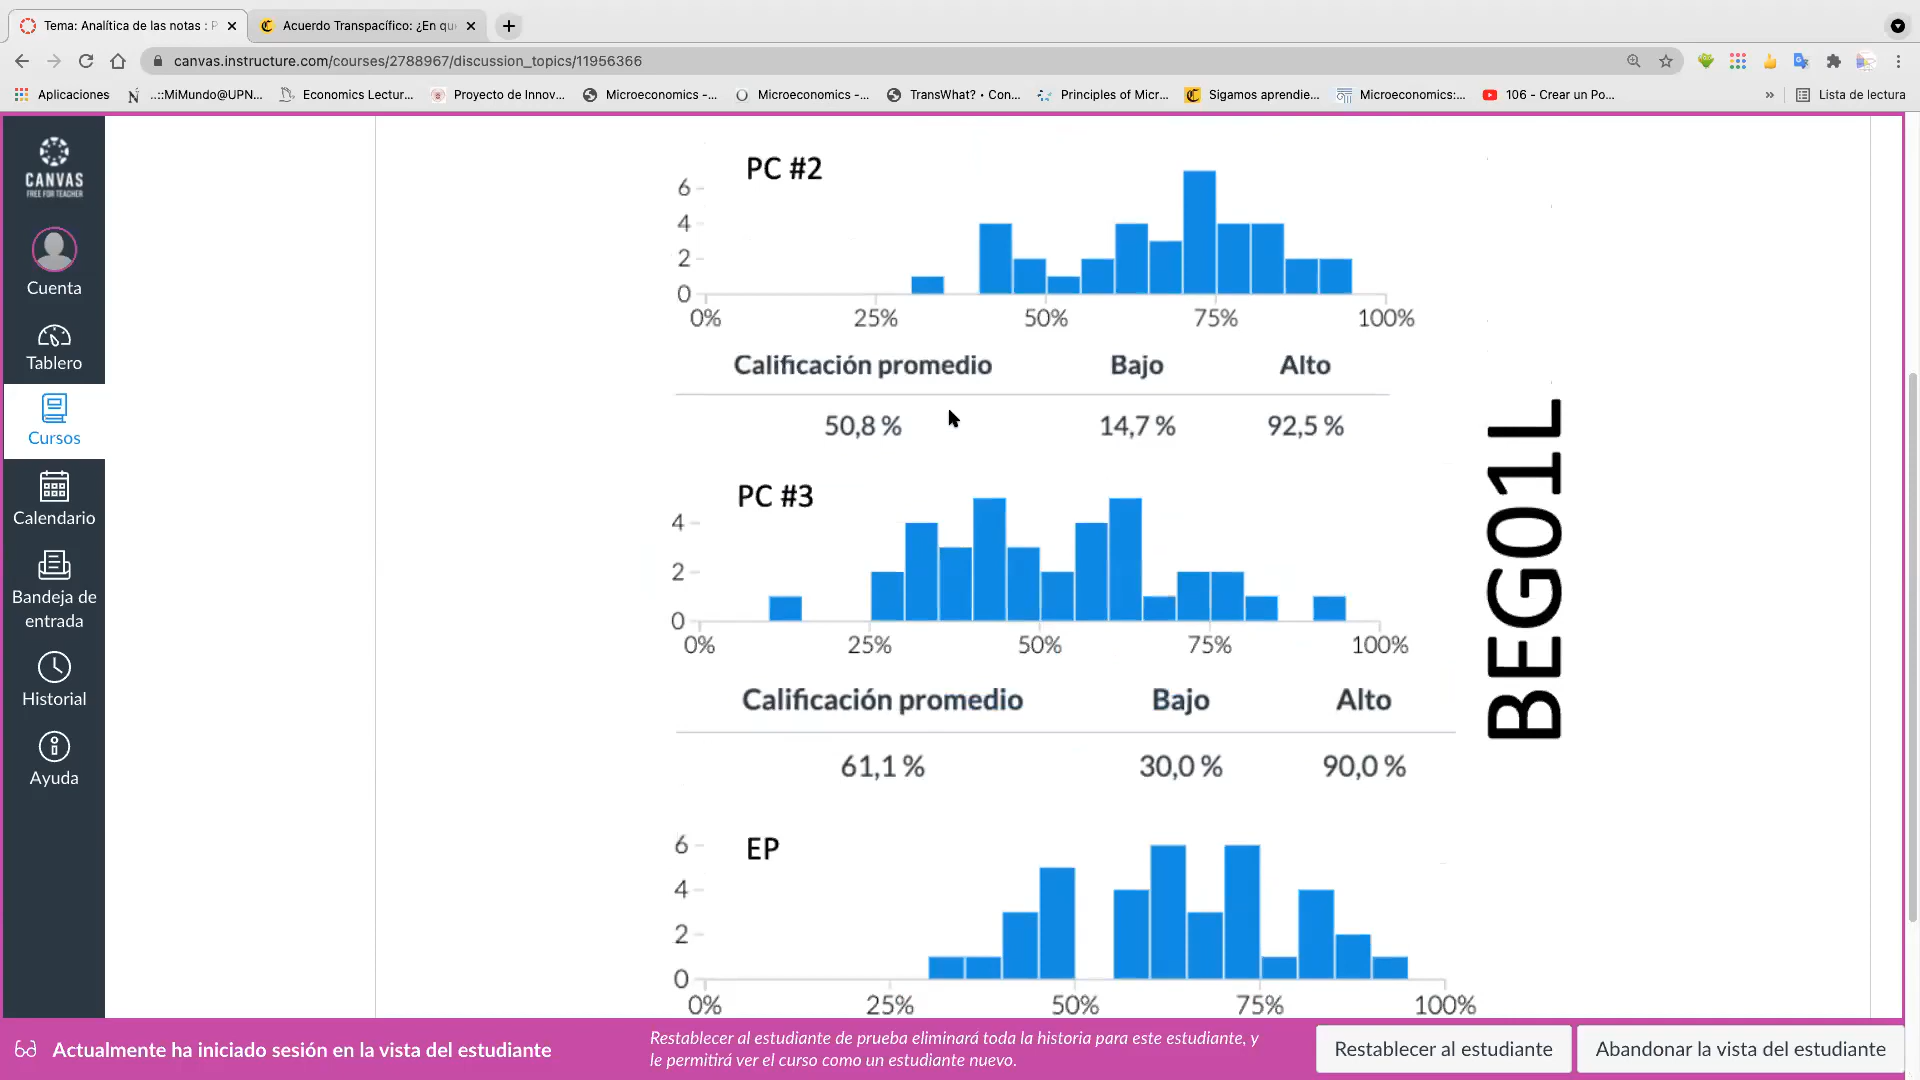 Tema: Analítica de las notas : P
Acuerdo Transpacífico: ¿En qu
canvas.instructure.com/courses/2788967/discussion_topics/11956366
Aplicaciones
..::MiMundo@UPN...
Economics Lectur...
Proyecto de Innov...
Microeconomics -...
Microeconomics -...
TransWhat? • Con...
Principles of Micr...
Sigamos aprendie...
Microeconomics:...
106 - Crear un Po...
»
Lista de lectura
CANVAS
FREE FOR TEACHER
Cuenta
Tablero
Cursos
Calendario
Bandeja de
entrada
Historial
Ayuda
PC #2
6
4
2
0
0% 25% 50% 75% 100%
Calificación promedio Bajo Alto
50,8 % 14,7 % 92,5 %
PC #3
4
2
0
0% 25% 50% 75% 100%
Calificación promedio Bajo Alto
61,1 % 30,0 % 90,0 %
EP
6
4
2
0
0% 25% 50% 75% 100%
BEG01L
Actualmente ha iniciado sesión en la vista del estudiante
Restablecer al estudiante de prueba eliminará toda la historia para este estudiante, y
le permitirá ver el curso como un estudiante nuevo.
Restablecer al estudiante
Abandonar la vista del estudiante